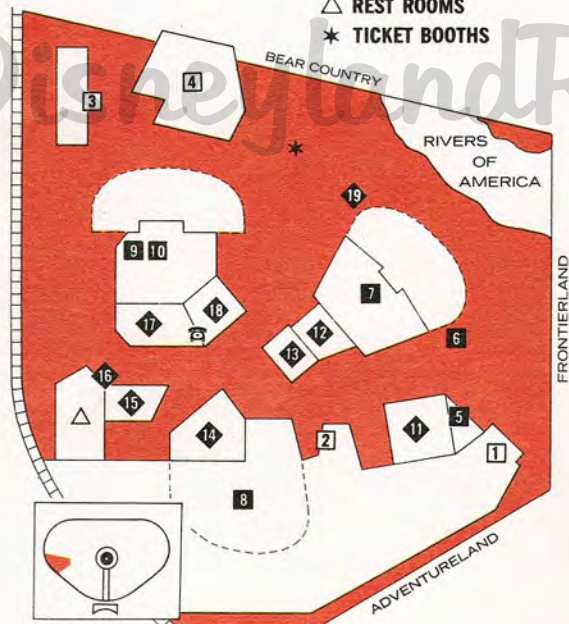 △ REST ROOMS
✶ TICKET BOOTHS
DisneylandR
BEAR COUNTRY
3
4
RIVERS
OF
AMERICA
19
9 10
7
FRONTIERLAND
18
17
12
6
13
16
15
5
11
14
2
1
8
ADVENTURELAND